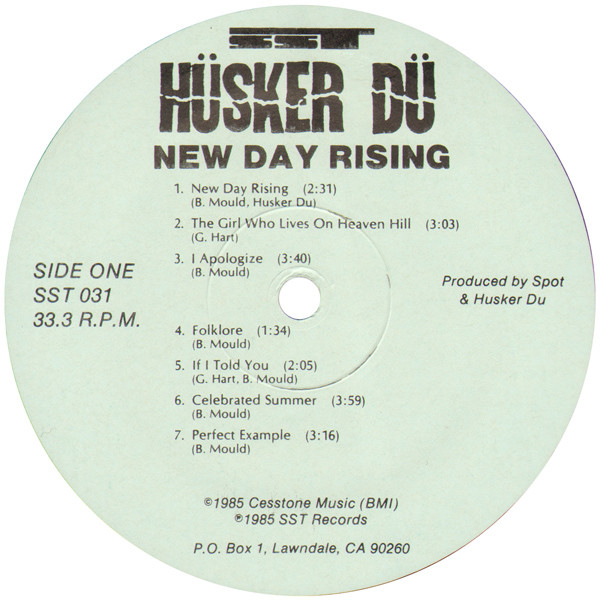 SST
HÜSKER DÜ
NEW DAY RISING
1. New Day Rising (2:31)
(B. Mould, Husker Du)
2. The Girl Who Lives On Heaven Hill (3:03)
(G. Hart)
3. I Apologize (3:40)
(B. Mould)
SIDE ONE
SST 031
33.3 R.P.M.
Produced by Spot
& Husker Du
4. Folklore (1:34)
(B. Mould)
5. If I Told You (2:05)
(G. Hart, B. Mould)
6. Celebrated Summer (3:59)
(B. Mould)
7. Perfect Example (3:16)
(B. Mould)
©1985 Cesstone Music (BMI)
℗1985 SST Records
P.O. Box 1, Lawndale, CA 90260